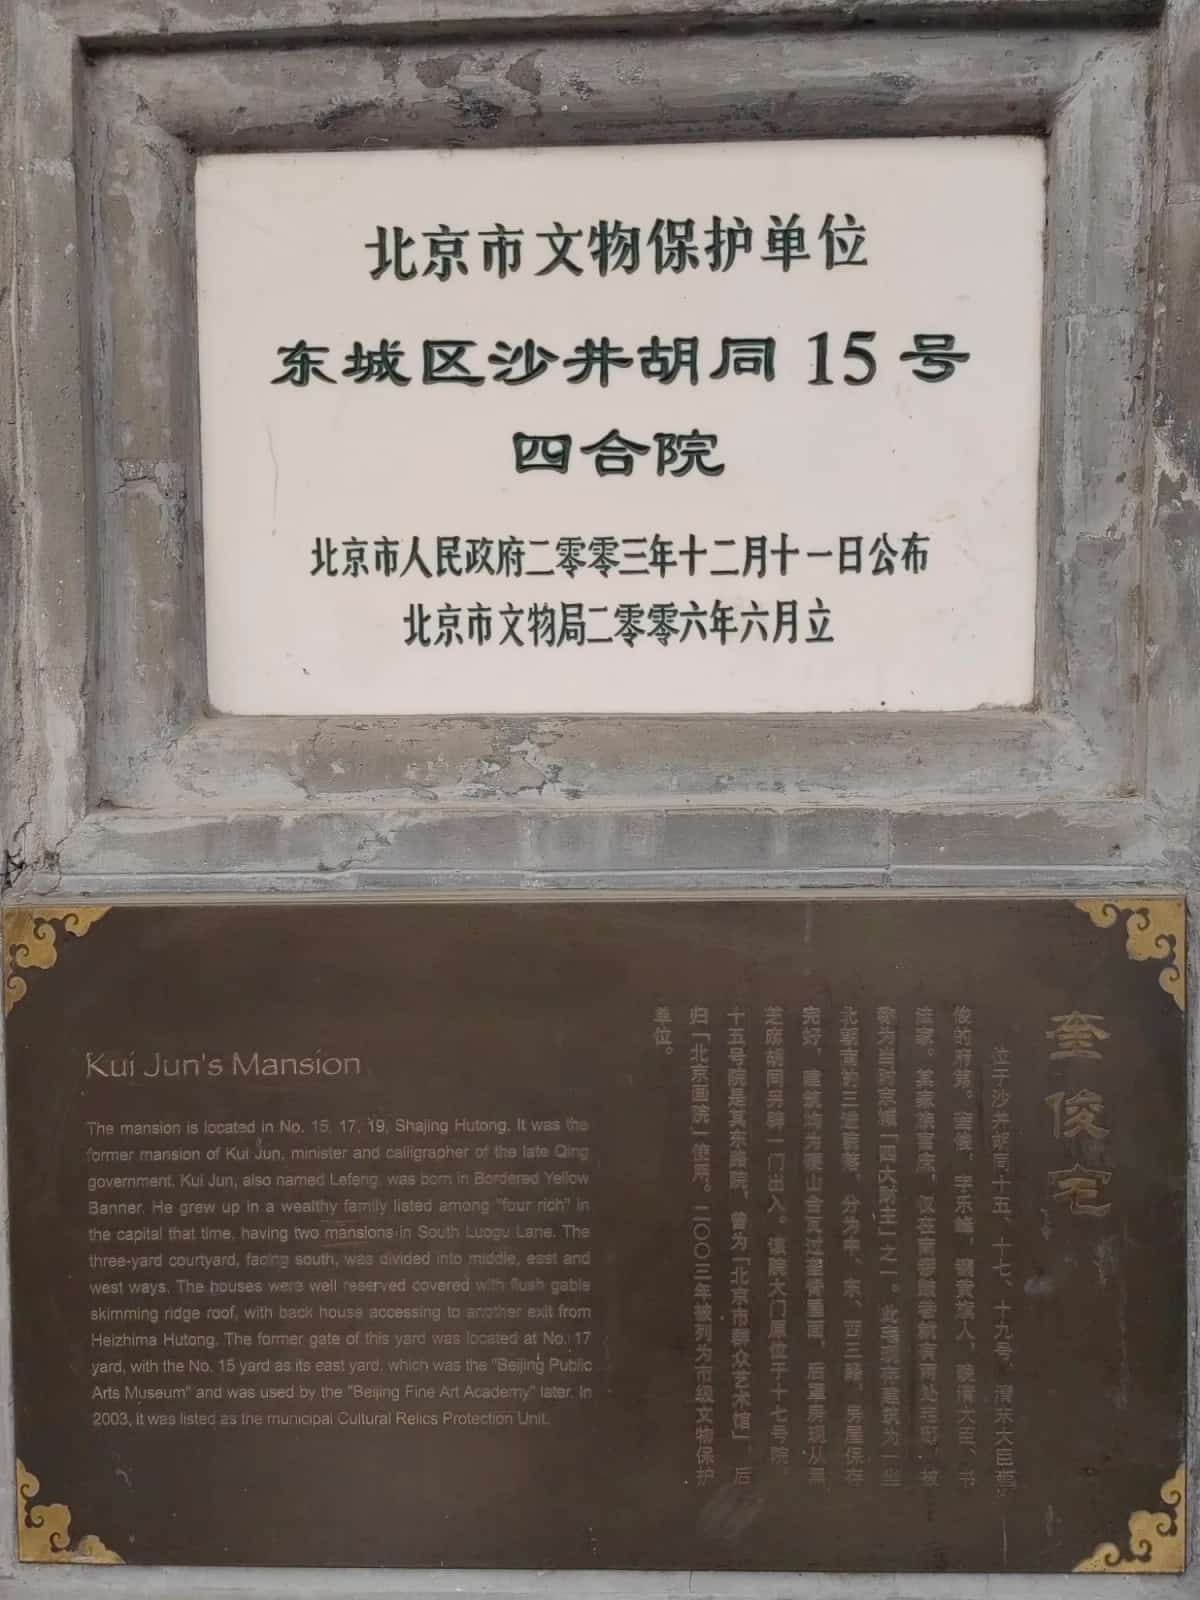 北京市文物保护单位
东城区沙井胡同 15 号
四合院
北京市人民政府二零零三年十二月十一日公布
北京市文物局二零零六年六月立
奎俊宅
位于沙井胡同十五、十七、十九号，清末大臣奎
俊的府第。奎俊，字乐峰，镶黄旗人，晚清大臣、书
法家。其家族富庶，仅在南锣鼓巷就有两处宅邸，被
称为当时京城「四大财主」之一。此宅现存建筑为一坐
北朝南的三进院落，分为中、东、西三路，房屋保存
完好，建筑均为硬山合瓦过垄脊屋面，后罩房现从黑
芝麻胡同另辟一门出入。该院大门原位于十七号院，
十五号院是其东路院，曾为「北京市群众艺术馆」，后
归「北京画院」使用。二〇〇三年被列为市级文物保护
单位。
Kui Jun's Mansion
The mansion is located in No. 15, 17, 19, Shajing Hutong. It was the
former mansion of Kui Jun, minister and calligrapher of the late Qing
government. Kui Jun, also named Lefeng, was born in Bordered Yellow
Banner. He grew up in a wealthy family listed among "four rich" in
the capital that time, having two mansions in South Luogu Lane. The
three-yard courtyard, facing south, was divided into middle, east and
west ways. The houses were well reserved covered with flush gable
skimming ridge roof, with back house accessing to another exit from
Heizhima Hutong. The former gate of this yard was located at No. 17
yard, with the No. 15 yard as its east yard, which was the "Beijing Public
Arts Museum" and was used by the "Beijing Fine Art Academy" later. In
2003, it was listed as the municipal Cultural Relics Protection Unit.